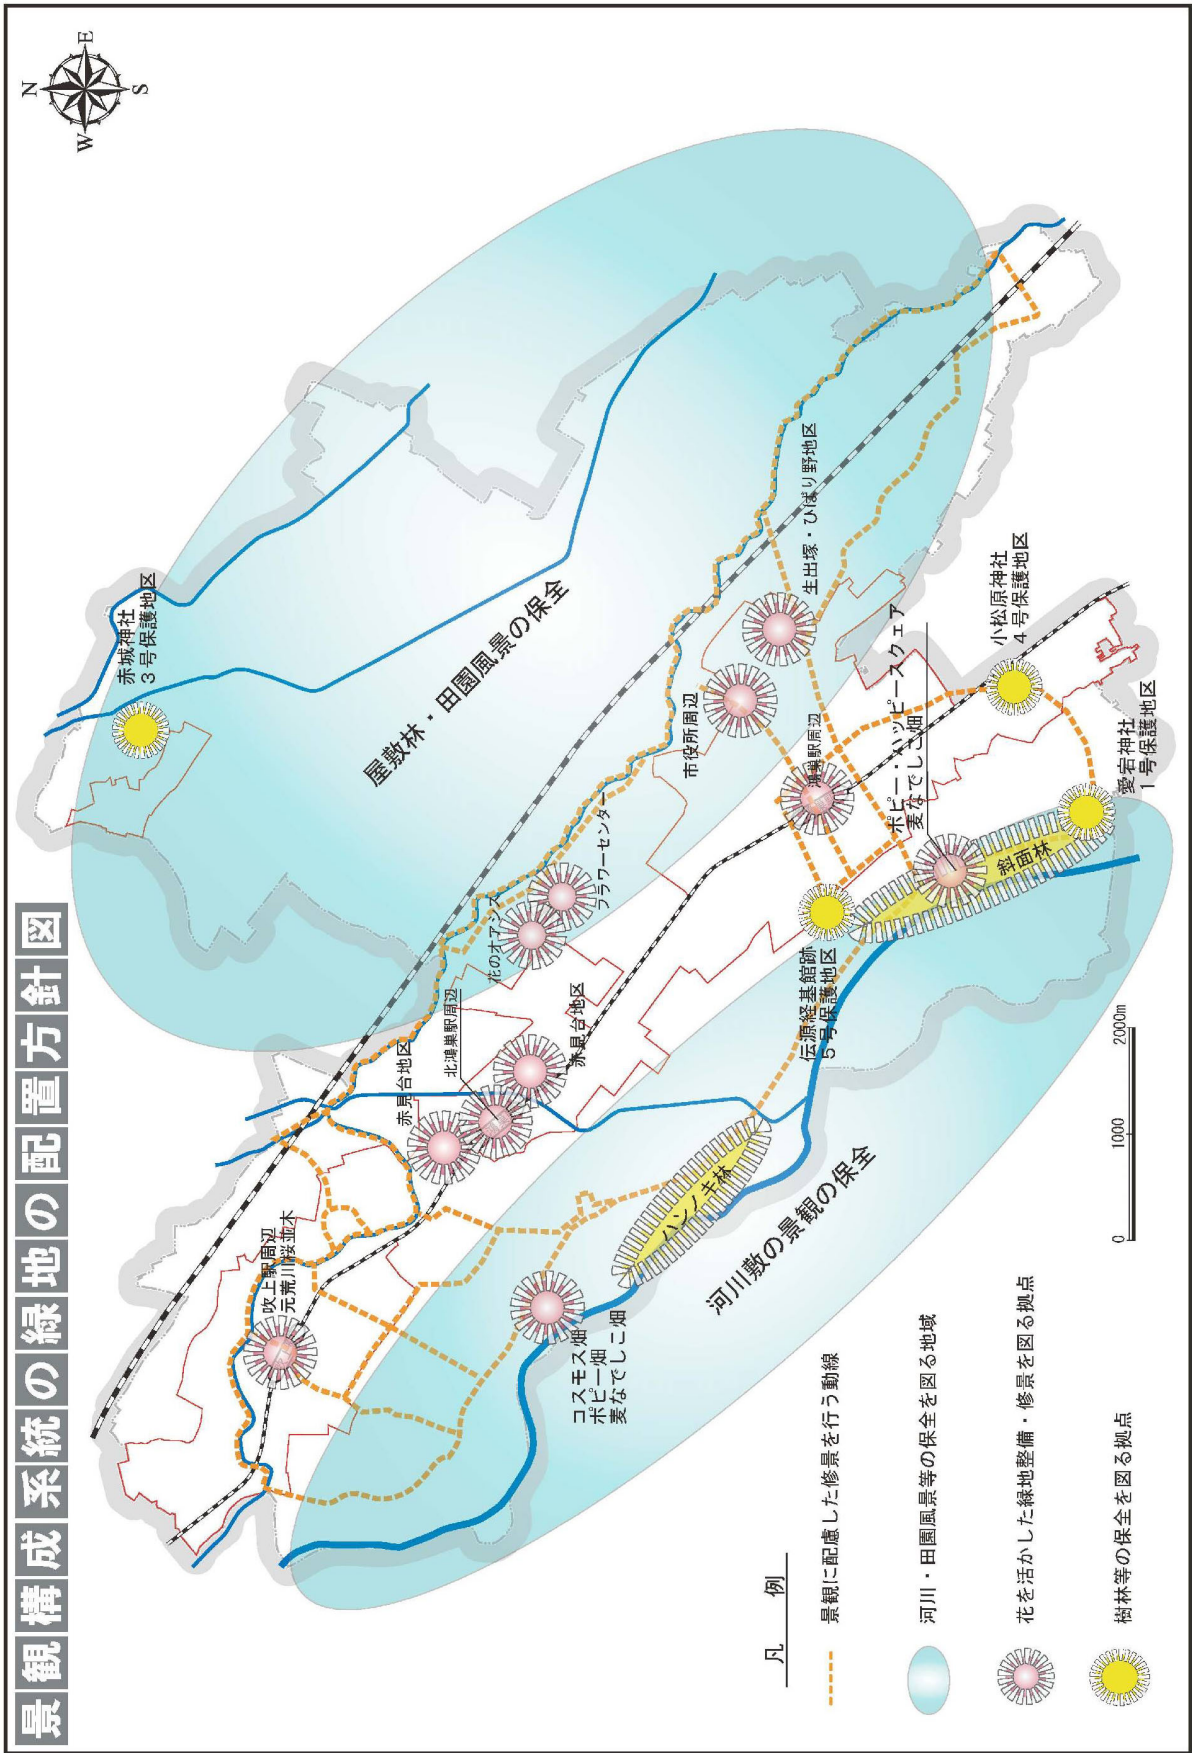 景観構成系統の緑地の配置方針図
N
E
S
W
赤城神社
3号保護地区
屋敷林・田園風景の保全
生出塚・ひばり野地区
市役所周辺
鴻巣駅周辺
ポピー・ハッピースクェア
麦なでしこ畑
小松原神社
4号保護地区
愛宕神社
1号保護地区
斜面林
フラワーセンター
花のオアシス
伝源経基館跡
5号保護地区
赤見台地区
北鴻巣駅周辺
赤見台地区
吹上駅周辺
元荒川桜並木
ハンノキ林
河川敷の景観の保全
コスモス畑
ポピー畑
麦なでしこ畑
0
1000
2000m
凡例
景観に配慮した修景を行う動線
河川・田園風景等の保全を図る地域
花を活かした緑地整備・修景を図る拠点
樹林等の保全を図る拠点